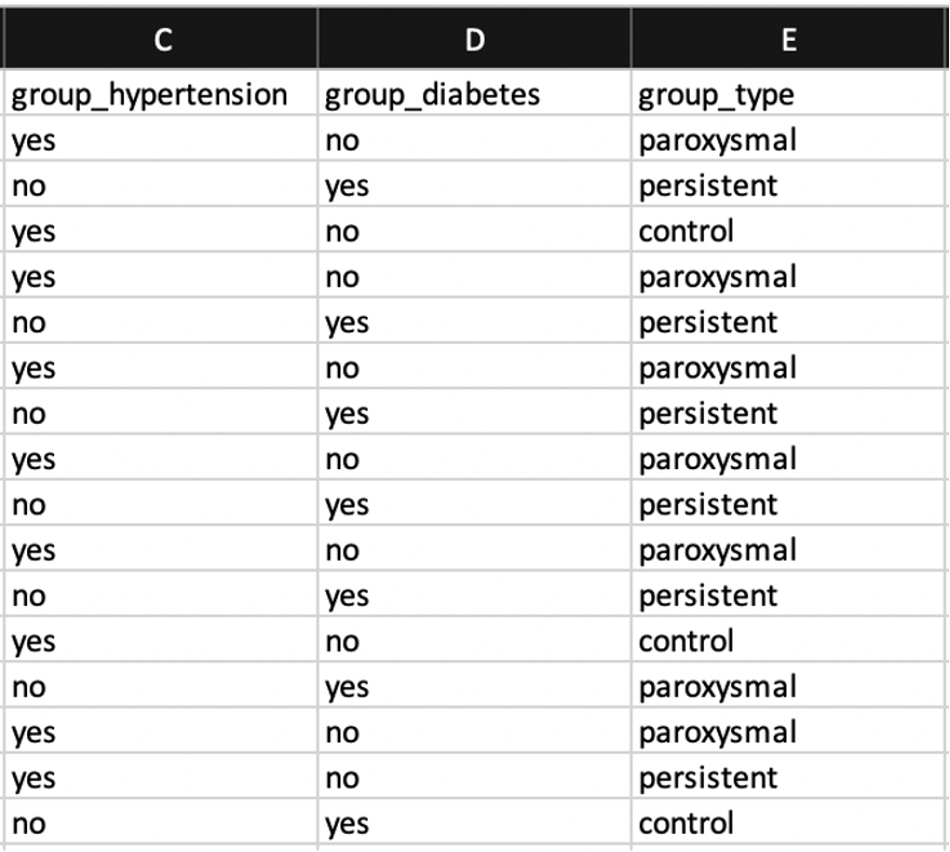 C D E
group_hypertension group_diabetes group_type
yes no paroxysmal
no yes persistent
yes no control
yes no paroxysmal
no yes persistent
yes no paroxysmal
no yes persistent
yes no paroxysmal
no yes persistent
yes no paroxysmal
no yes persistent
yes no control
no yes paroxysmal
yes no paroxysmal
yes no persistent
no yes control